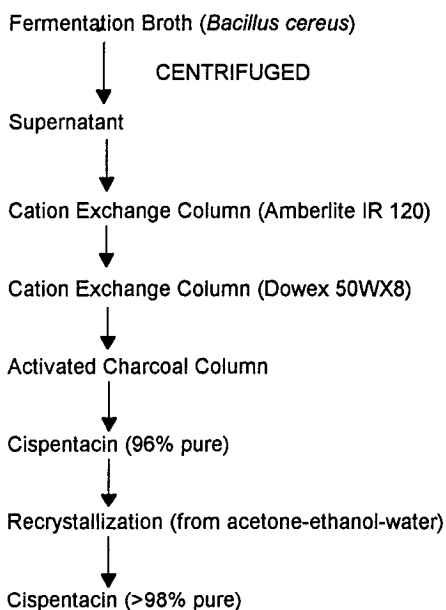 Fermentation Broth (Bacillus cereus)
CENTRIFUGED
Supernatant
Cation Exchange Column (Amberlite IR 120)
Cation Exchange Column (Dowex 50WX8)
Activated Charcoal Column
Cispentacin (96% pure)
Recrystallization (from acetone-ethanol-water)
Cispentacin (>98% pure)